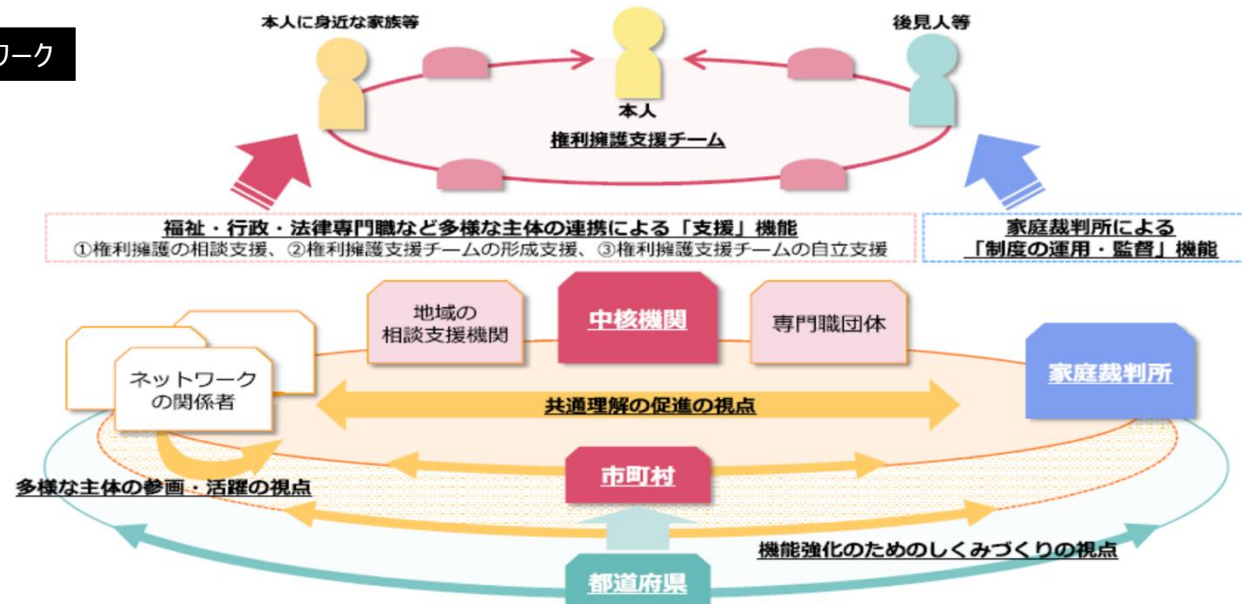 ワーク
本人に身近な家族等
後見人等
本人
権利擁護支援チーム
福祉・行政・法律専門職など多様な主体の連携による「支援」機能
①権利擁護の相談支援、②権利擁護支援チームの形成支援、③権利擁護支援チームの自立支援
家庭裁判所による
「制度の運用・監督」機能
地域の
相談支援機関
中核機関
専門職団体
ネットワーク
の関係者
家庭裁判所
共通理解の促進の視点
市町村
多様な主体の参画・活躍の視点
機能強化のためのしくみづくりの視点
都道府県